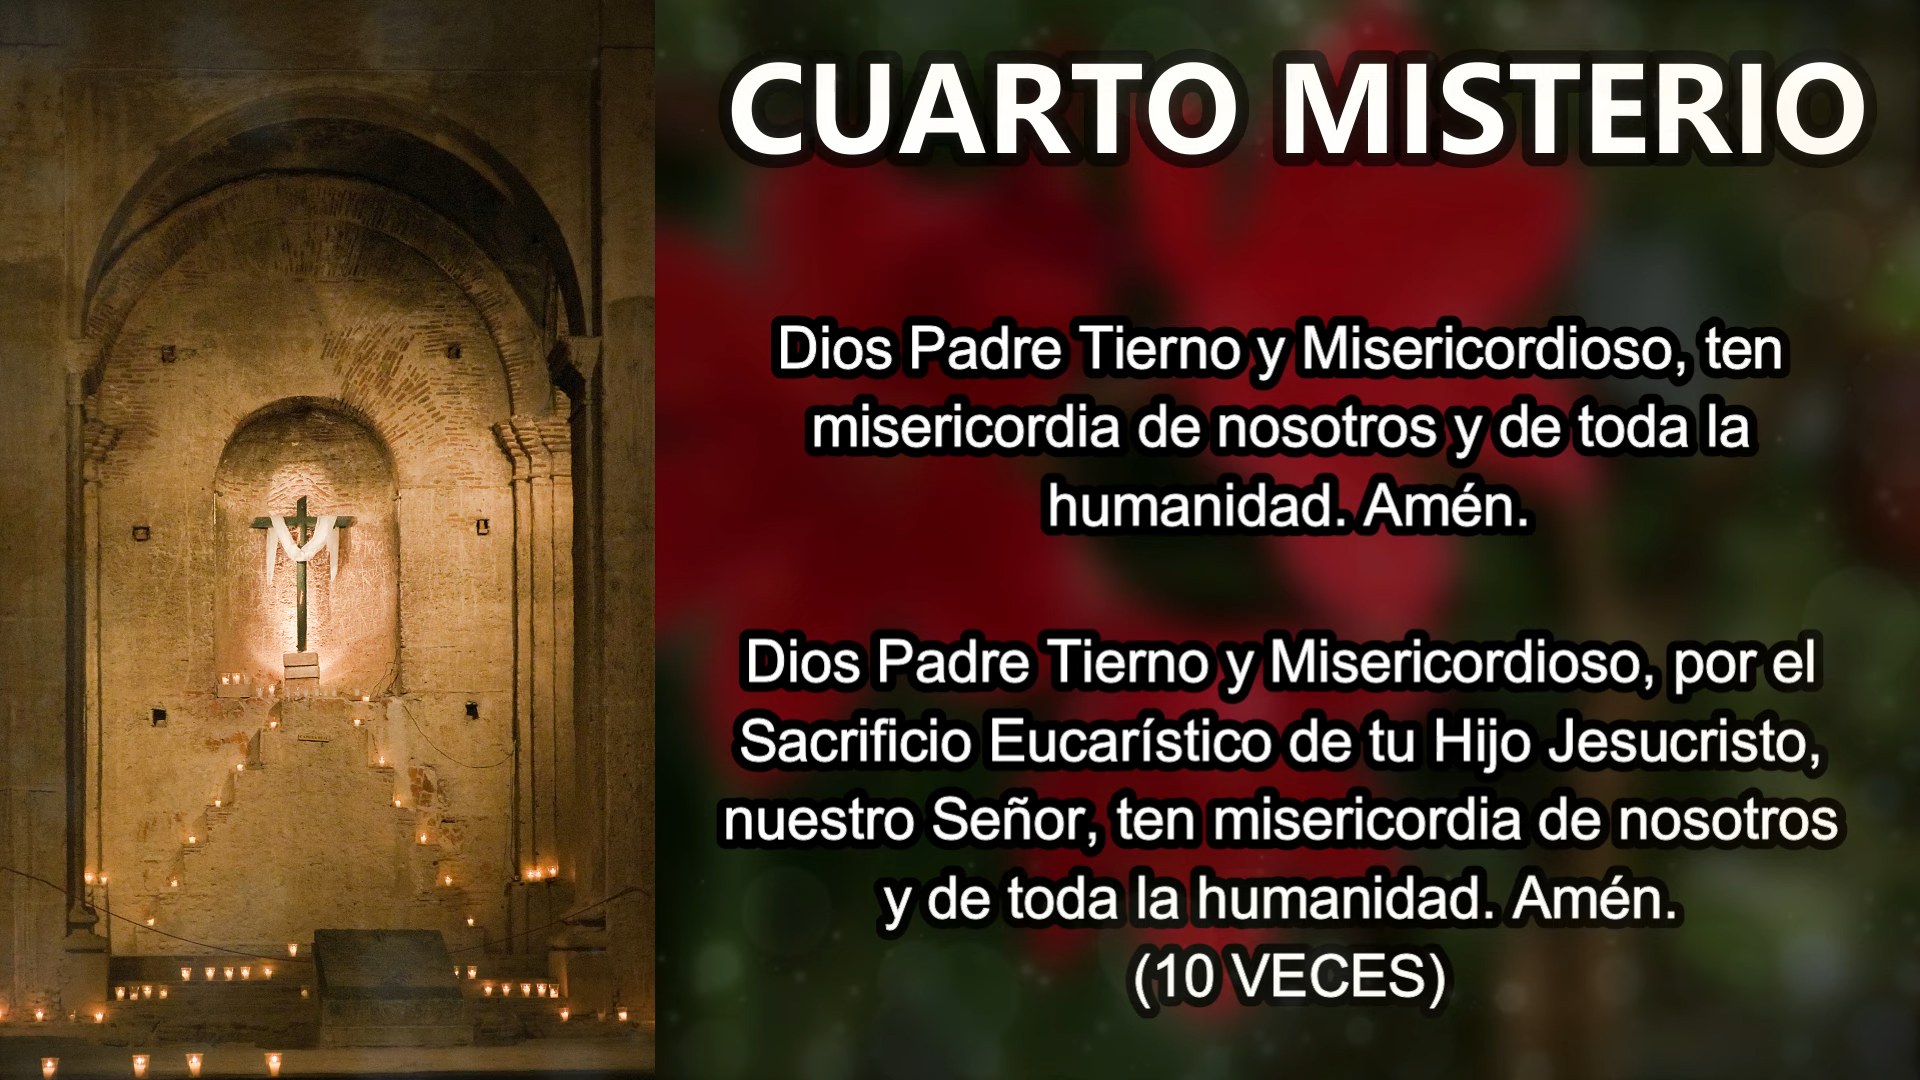 CUARTO MISTERIO
Dios Padre Tierno y Misericordioso, ten
misericordia de nosotros y de toda la
humanidad. Amén.
Dios Padre Tierno y Misericordioso, por el
Sacrificio Eucarístico de tu Hijo Jesucristo,
nuestro Señor, ten misericordia de nosotros
y de toda la humanidad. Amén.
(10 VECES)